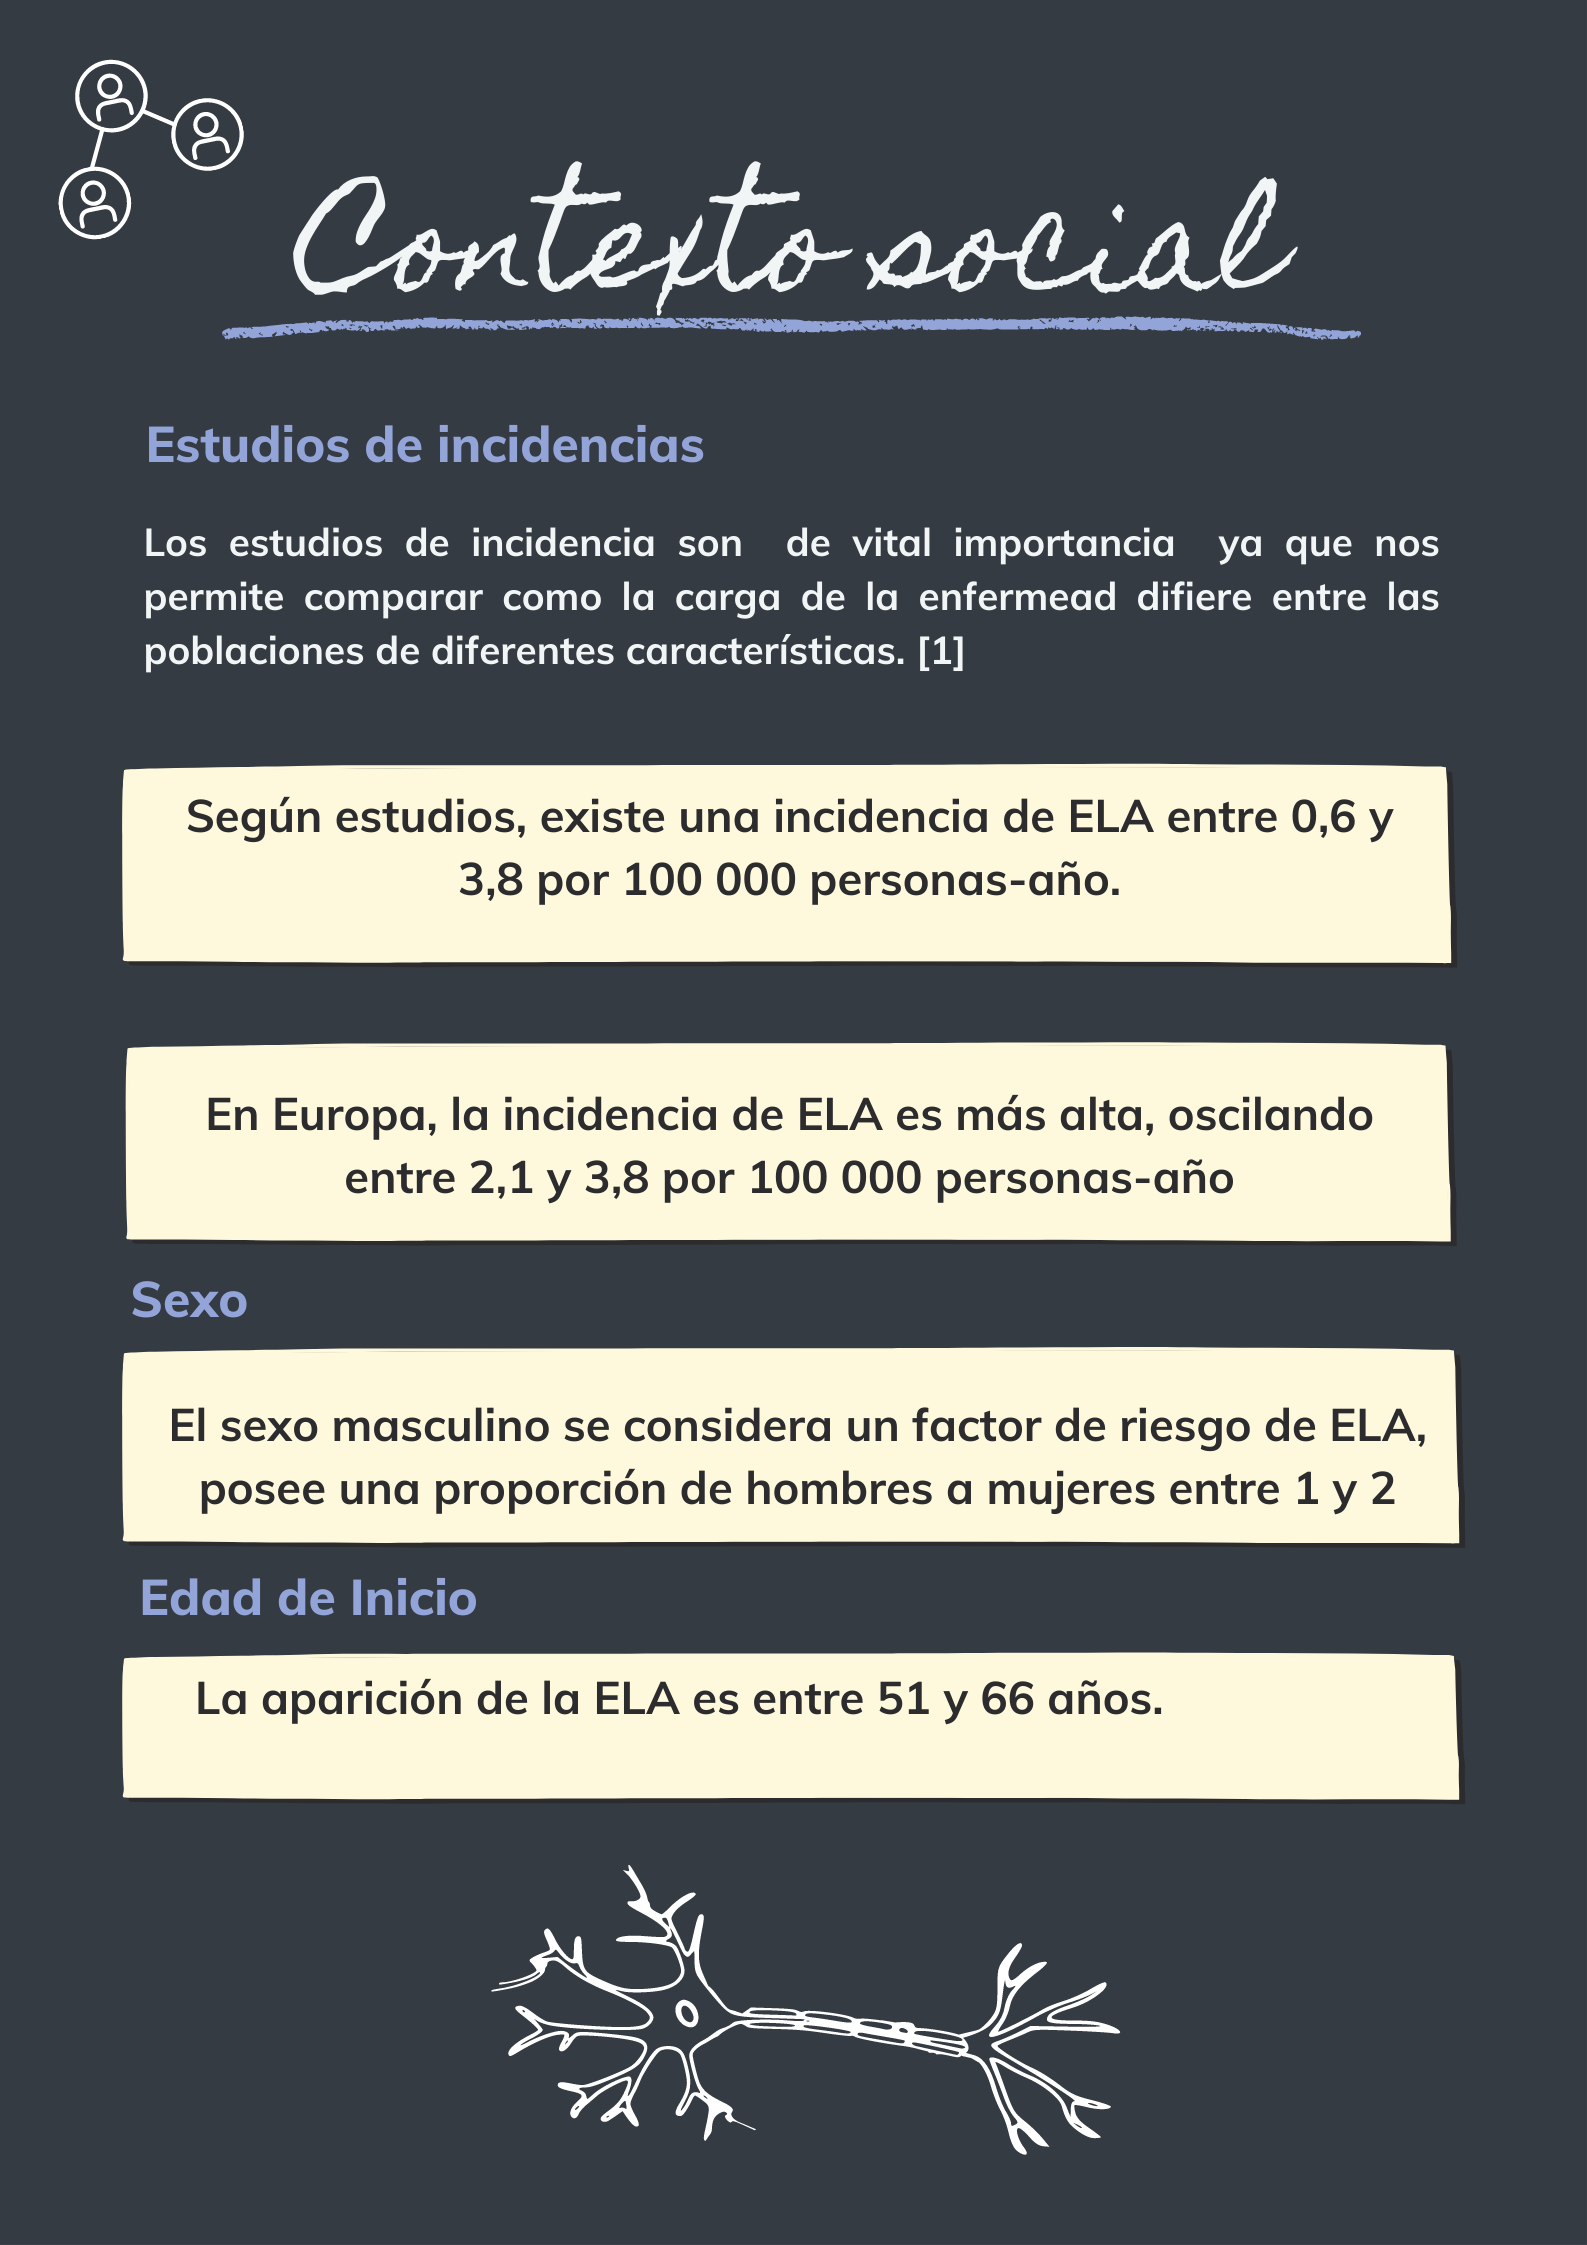 Contexto social
Estudios de incidencias
Los estudios de incidencia son de vital importancia ya que nos
permite comparar como la carga de la enfermead difiere entre las
poblaciones de diferentes características. [1]
Según estudios, existe una incidencia de ELA entre 0,6 y
3,8 por 100 000 personas-año.
En Europa, la incidencia de ELA es más alta, oscilando
entre 2,1 y 3,8 por 100 000 personas-año
Sexo
El sexo masculino se considera un factor de riesgo de ELA,
posee una proporción de hombres a mujeres entre 1 y 2
Edad de Inicio
La aparición de la ELA es entre 51 y 66 años.